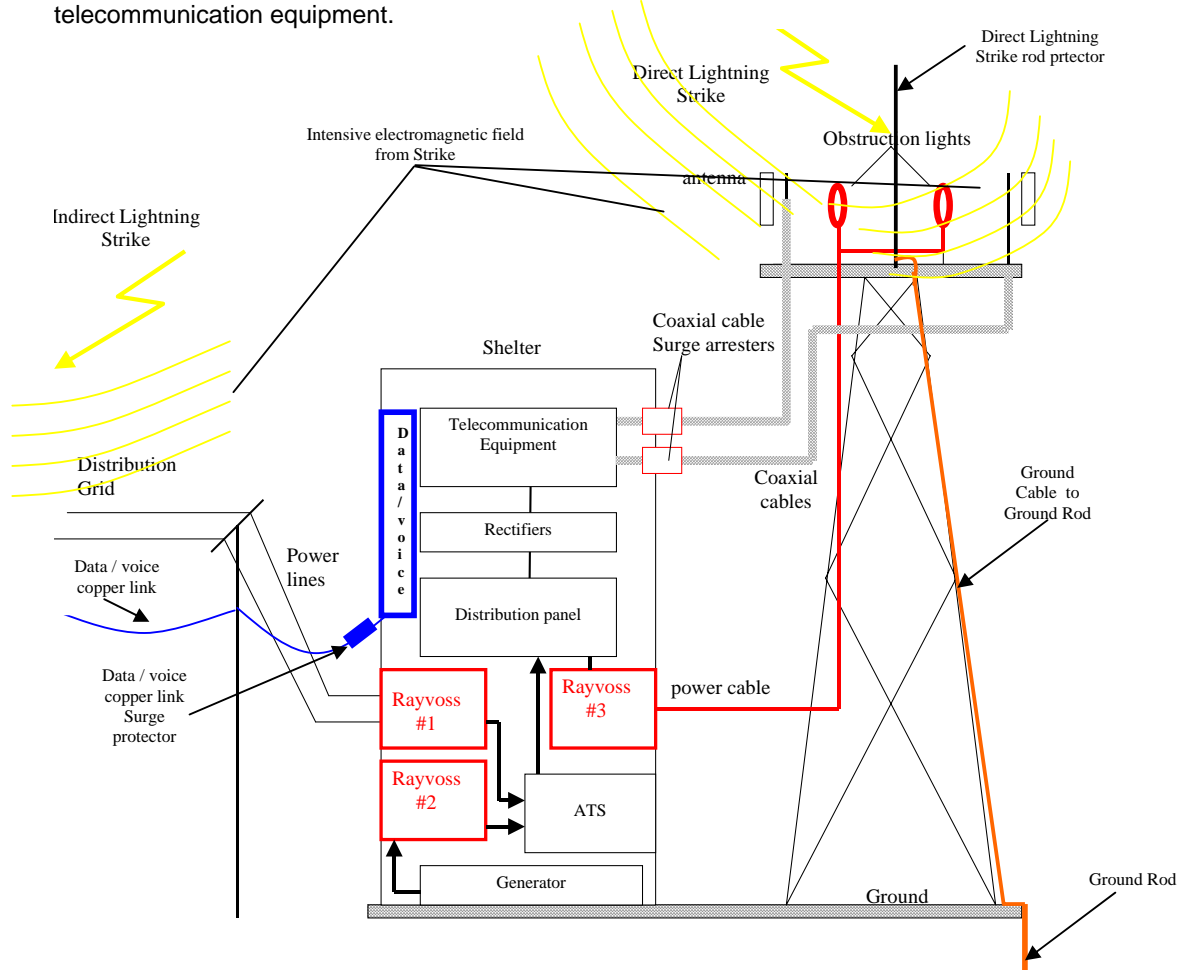 telecommunication equipment.
Direct Lightning
Strike rod prtector
Direct Lightning
Strike
Intensive electromagnetic field
from Strike
Obstruction lights
antenna
Indirect Lightning
Strike
Coaxial cable
Surge arresters
Shelter
Telecommunication
Equipment
Data/voice
Distribution
Grid
Coaxial
cables
Ground
Cable to
Ground Rod
Rectifiers
Power
lines
Data / voice
copper link
Distribution panel
Data / voice
copper link
Surge
protector
Rayvoss
#1
Rayvoss
#3
power cable
Rayvoss
#2
ATS
Generator
Ground
Ground Rod